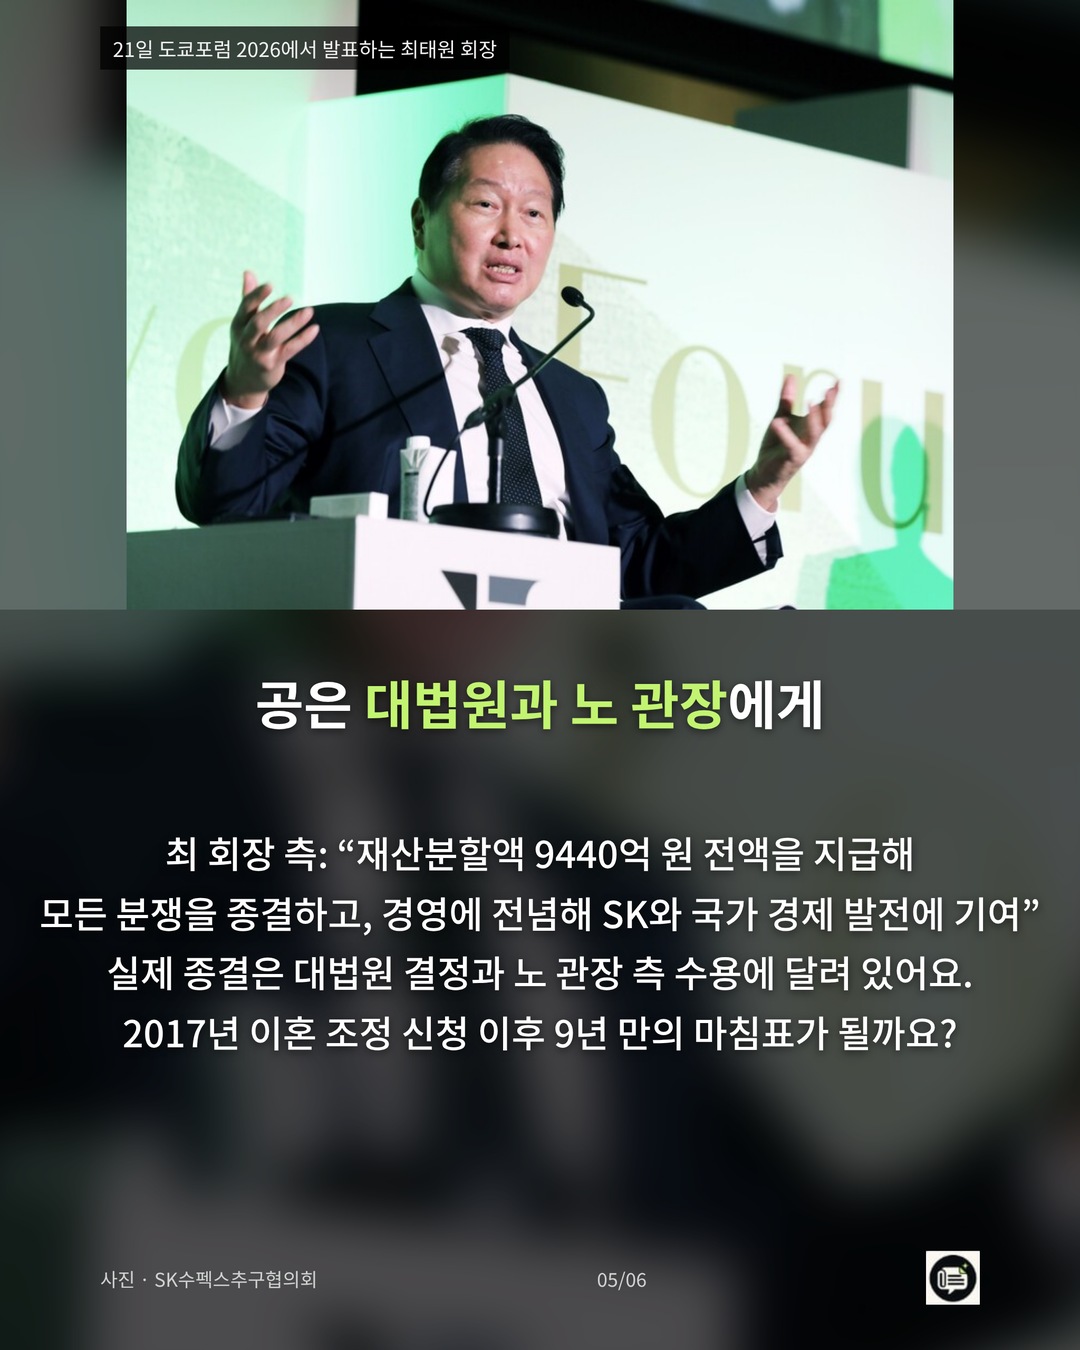 21일 도쿄포럼 2026에서 발표하는 최태원 회장
Foru
공은 대법원과 노 관장에게
최 회장 측: “재산분할액 9440억 원 전액을 지급해
모든 분쟁을 종결하고, 경영에 전념해 SK와 국가 경제 발전에 기여”
실제 종결은 대법원 결정과 노 관장 측 수용에 달려 있어요.
2017년 이혼 조정 신청 이후 9년 만의 마침표가 될까요?
사진 · SK수펙스추구협의회
05/06